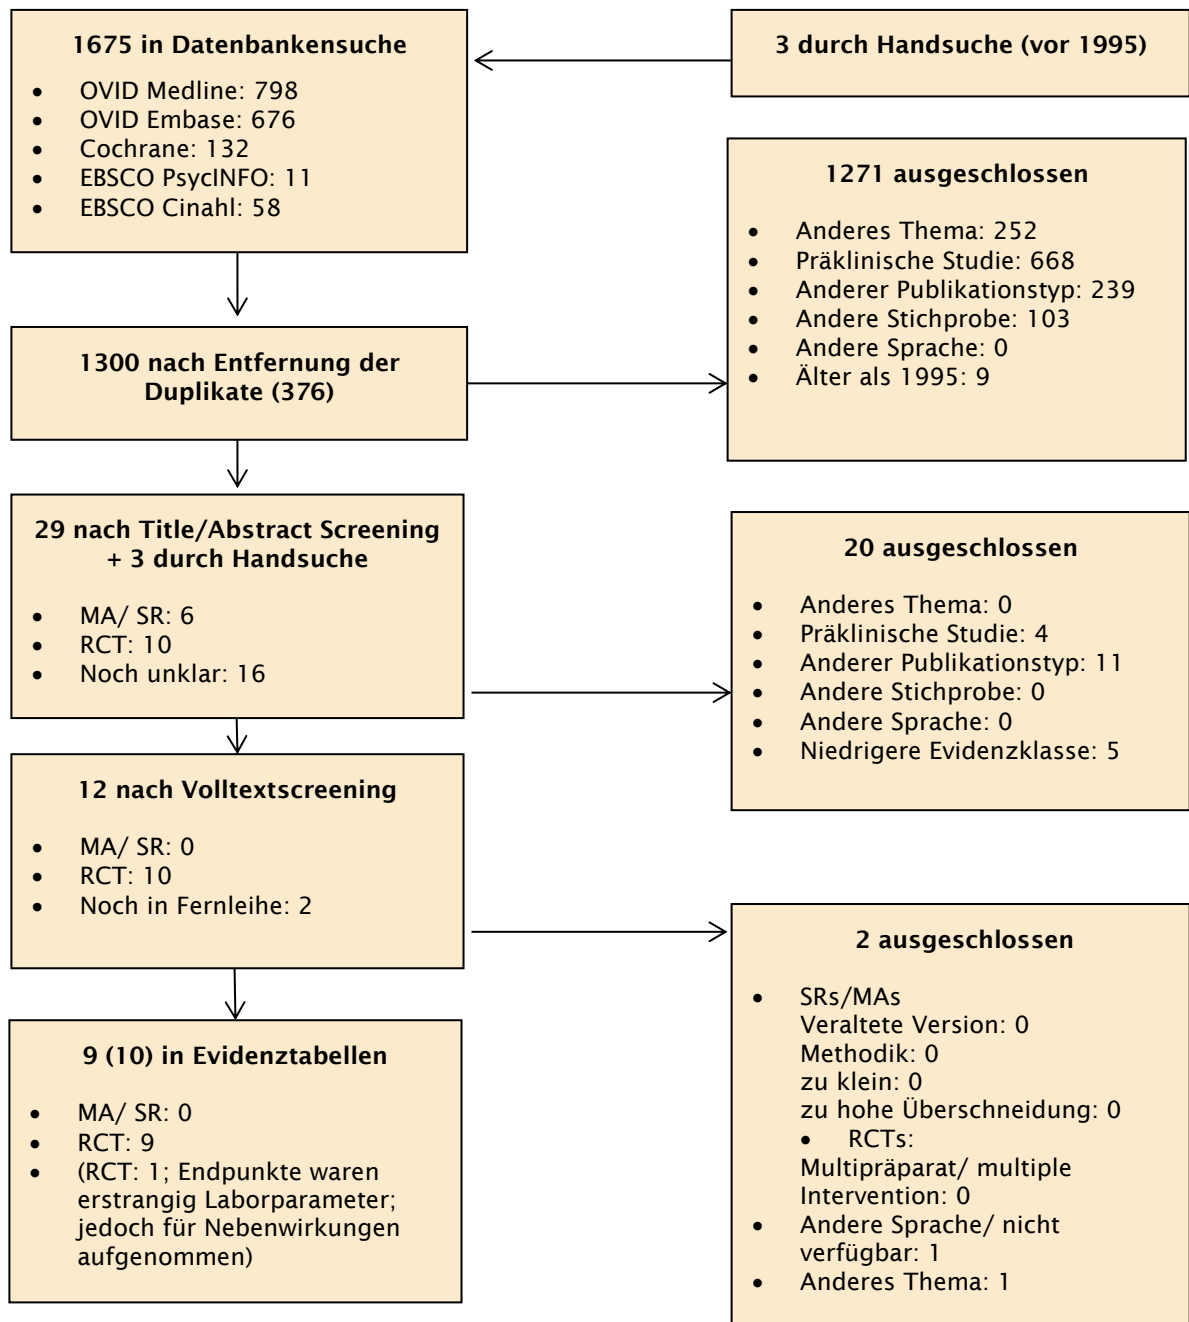 1675 in Datenbankensuche
• OVID Medline: 798
• OVID Embase: 676
• Cochrane: 132
• EBSCO PsycINFO: 11
• EBSCO Cinahl: 58
3 durch Handsuche (vor 1995)
1271 ausgeschlossen
• Anderes Thema: 252
• Präklinische Studie: 668
• Anderer Publikationstyp: 239
• Andere Stichprobe: 103
• Andere Sprache: 0
• Älter als 1995: 9
1300 nach Entfernung der
Duplikate (376)
29 nach Title/Abstract Screening
+ 3 durch Handsuche
• MA/ SR: 6
• RCT: 10
• Noch unklar: 16
20 ausgeschlossen
• Anderes Thema: 0
• Präklinische Studie: 4
• Anderer Publikationstyp: 11
• Andere Stichprobe: 0
• Andere Sprache: 0
• Niedrigere Evidenzklasse: 5
12 nach Volltextscreening
• MA/ SR: 0
• RCT: 10
• Noch in Fernleihe: 2
2 ausgeschlossen
• SRs/MAs
Veraltete Version: 0
Methodik: 0
zu klein: 0
zu hohe Überschneidung: 0
• RCTs:
Multipräparat/ multiple
Intervention: 0
• Andere Sprache/ nicht
verfügbar: 1
• Anderes Thema: 1
9 (10) in Evidenztabellen
• MA/ SR: 0
• RCT: 9
• (RCT: 1; Endpunkte waren
erstrangig Laborparameter;
jedoch für Nebenwirkungen
aufgenommen)